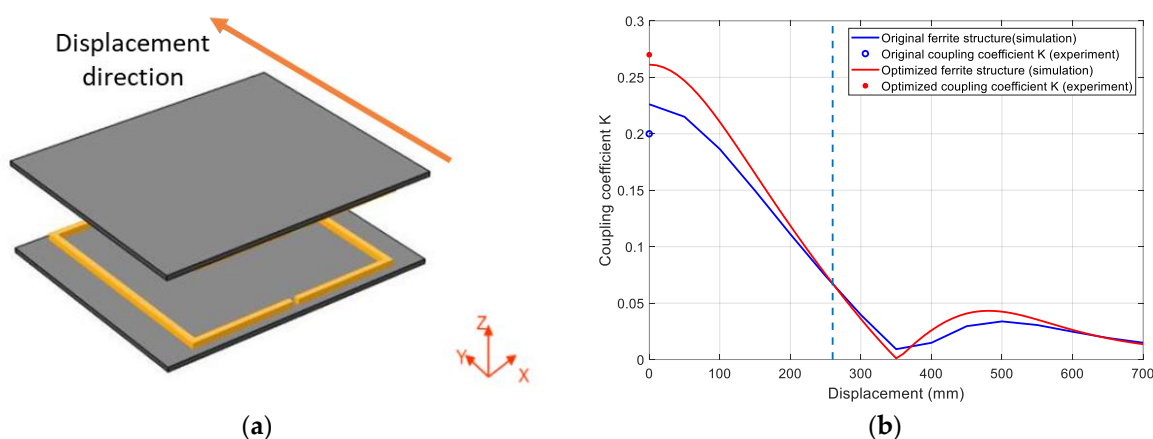 Displacement
direction
Z
Y
X
(a)
0.3
0.25
0.2
0.15
0.1
0.05
0
Coupling coefficient K
Original ferrite structure(simulation)
Original coupling coefficient K (experiment)
Optimized ferrite structure (simulation)
Optimized coupling coefficient K (experiment)
0 100 200 300 400 500 600 700
Displacement (mm)
(b)